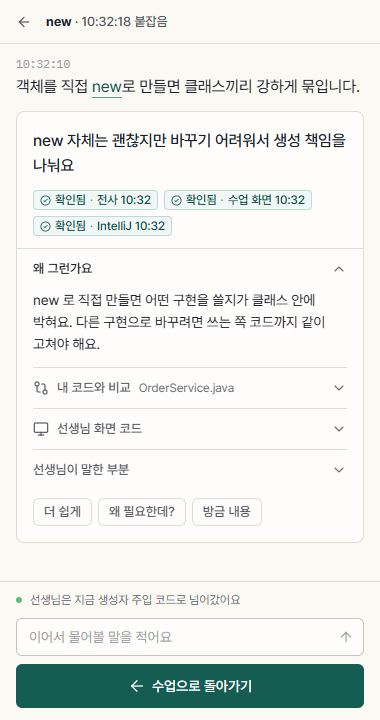 new · 10:32:18 붙잡음
10:32:10
객체를 직접 new로 만들면 클래스끼리 강하게 묶입니다.
new 자체는 괜찮지만 바꾸기 어려워서 생성 책임을
나눠요
확인됨 · 전사 10:32 확인됨 · 수업 화면 10:32
확인됨 · IntelliJ 10:32
왜 그런가요
new 로 직접 만들면 어떤 구현을 쓸지가 클래스 안에
박혀요. 다른 구현으로 바꾸려면 쓰는 쪽 코드까지 같이
고쳐야 해요.
내 코드와 비교 OrderService.java
선생님 화면 코드
선생님이 말한 부분
더 쉽게 왜 필요한데? 방금 내용
선생님은 지금 생성자 주입 코드로 넘어갔어요
이어서 물어볼 말을 적어요
수업으로 돌아가기